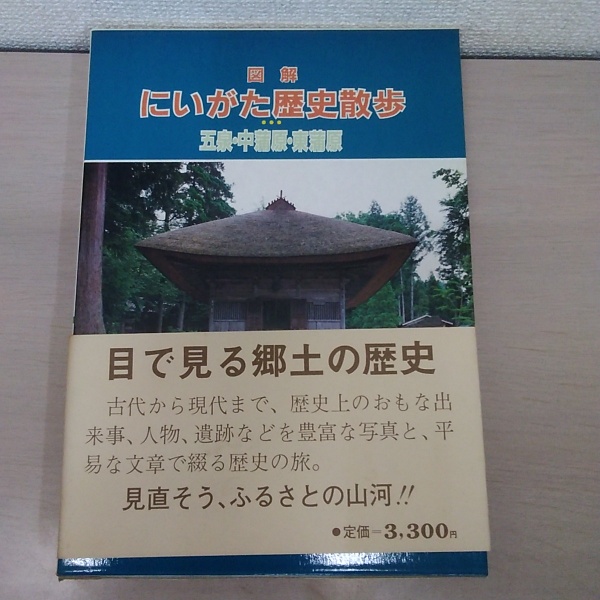 図解
にいがた歴史散歩
五泉・中蒲原・東蒲原
目で見る郷土の歴史
古代から現代まで、歴史上のおもな出
来事、人物、遺跡などを豊富な写真と、平
易な文章で綴る歴史の旅。
見直そう、ふるさとの山河!!
●定価=3,300円